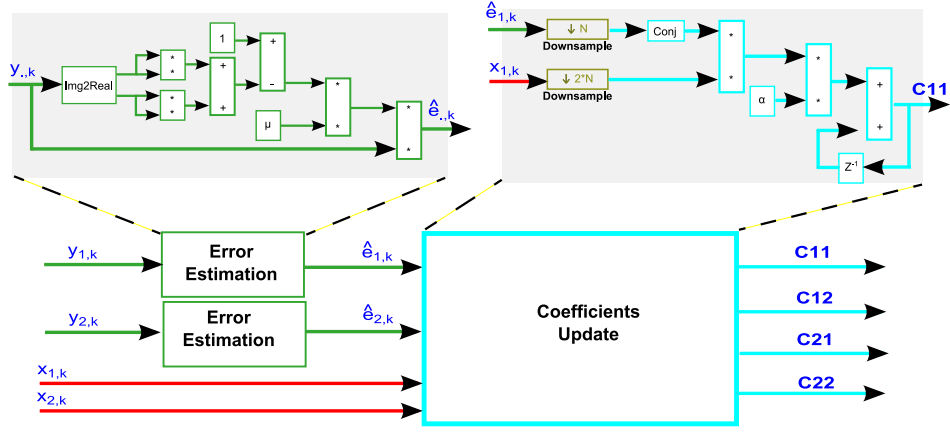 ê1,k
1
+
-
y.,k
Img2Real
*
*
*
*
+
+
*
*
μ
*
*
ê.,k
↓ N
Downsample
Conj
x1,k
↓ 2*N
Downsample
*
*
α
*
*
+
+
C11
Z-1
y1,k
Error
Estimation
ê1,k
y2,k
Error
Estimation
ê2,k
x1,k
x2,k
Coefficients
Update
C11
C12
C21
C22